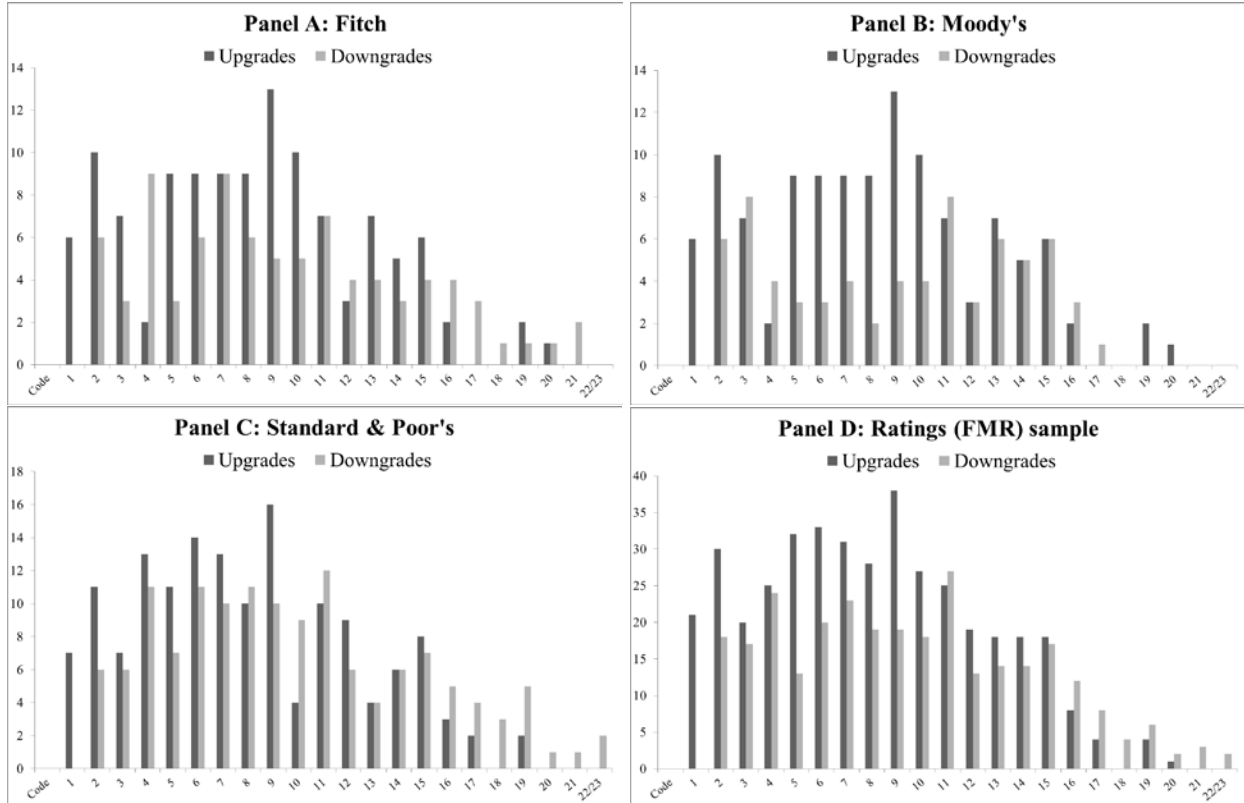 Panel A: Fitch
Upgrades Downgrades
14
12
10
8
6
4
2
0
Code 1 2 3 4 5 6 7 8 9 10 11 12 13 14 15 16 17 18 19 20 21 22/23
Panel B: Moody's
Upgrades Downgrades
14
12
10
8
6
4
2
0
Code 1 2 3 4 5 6 7 8 9 10 11 12 13 14 15 16 17 18 19 20 21 22/23
Panel C: Standard & Poor's
Upgrades Downgrades
18
16
14
12
10
8
6
4
2
0
Code 1 2 3 4 5 6 7 8 9 10 11 12 13 14 15 16 17 18 19 20 21 22/23
Panel D: Ratings (FMR) sample
Upgrades Downgrades
40
35
30
25
20
15
10
5
0
Code 1 2 3 4 5 6 7 8 9 10 11 12 13 14 15 16 17 18 19 20 21 22/23